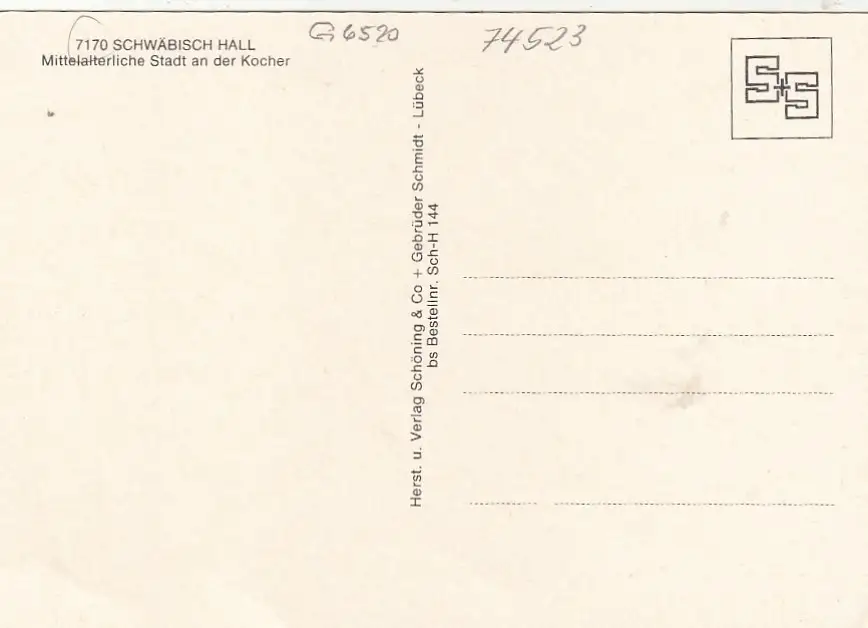 G 6520
74523
7170 SCHWÄBISCH HALL
Mittelalterliche Stadt an der Kocher
S+S
Herst. u. Verlag Schöning & Co + Gebrüder Schmidt - Lübeck
bs Bestellnr. Sch-H 144